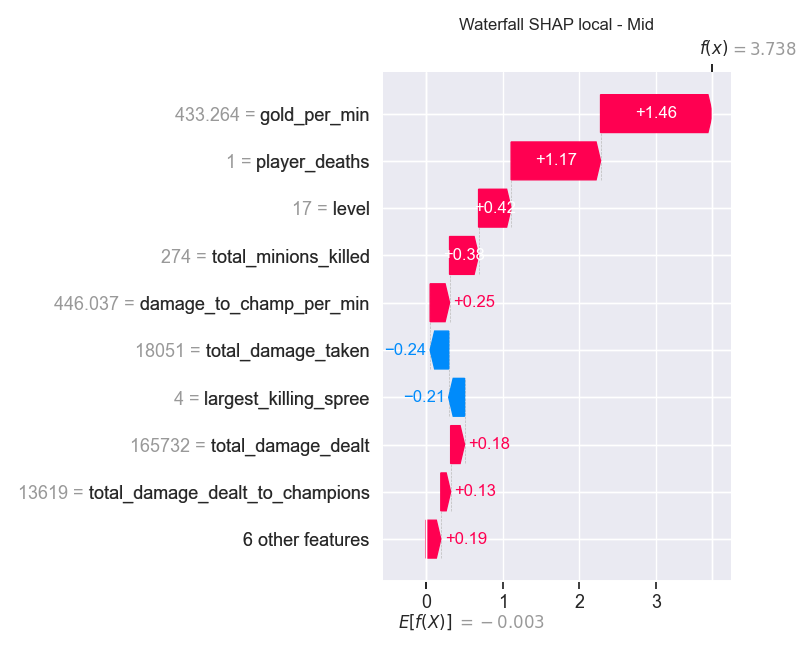 Waterfall SHAP local - Mid
f(x) = 3.738
433.264 = gold_per_min +1.46
1 = player_deaths +1.17
17 = level +0.42
274 = total_minions_killed +0.38
446.037 = damage_to_champ_per_min +0.25
18051 = total_damage_taken −0.24
4 = largest_killing_spree −0.21
165732 = total_damage_dealt +0.18
13619 = total_damage_dealt_to_champions +0.13
6 other features +0.19
0 1 2 3
E[f(X)] = −0.003